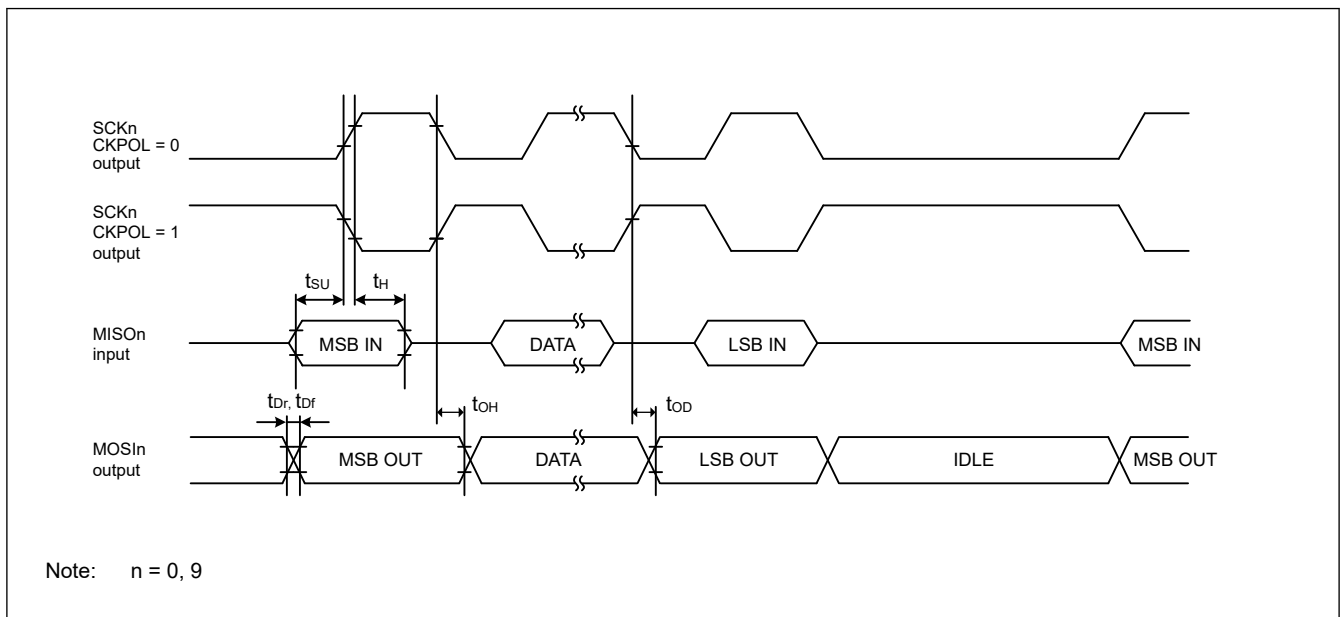 SCKn
CKPOL = 0
output
SCKn
CKPOL = 1
output
tSU
tH
MISOn
input
MSB IN
DATA
LSB IN
MSB IN
tDr, tDf
tOH
tOD
MOSIn
output
MSB OUT
DATA
LSB OUT
IDLE
MSB OUT
Note: n = 0, 9